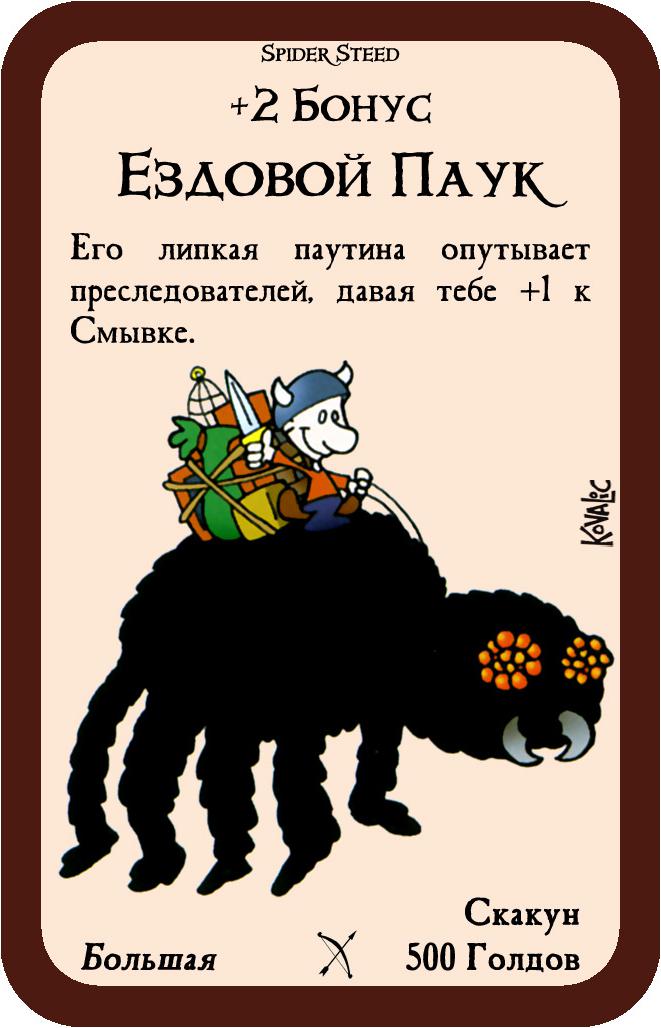 Spider Steed
+2 Бонус
Ездовой Паук
Его липкая паутина опутывает
преследователей, давая тебе +1 к
Смывке.
Kovalic
Скакун
Большая 500 Голдов